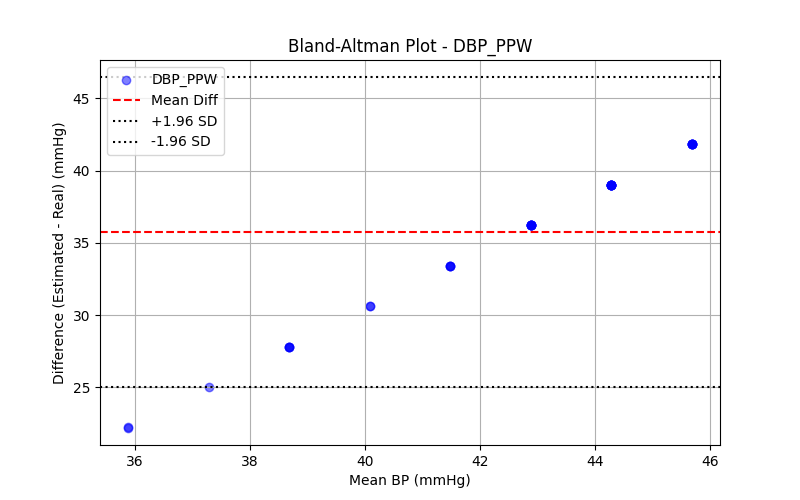 Bland-Altman Plot - DBP_PPW
DBP_PPW
Mean Diff
+1.96 SD
-1.96 SD
Difference (Estimated - Real) (mmHg)
45
40
35
30
25
36 38 40 42 44 46
Mean BP (mmHg)